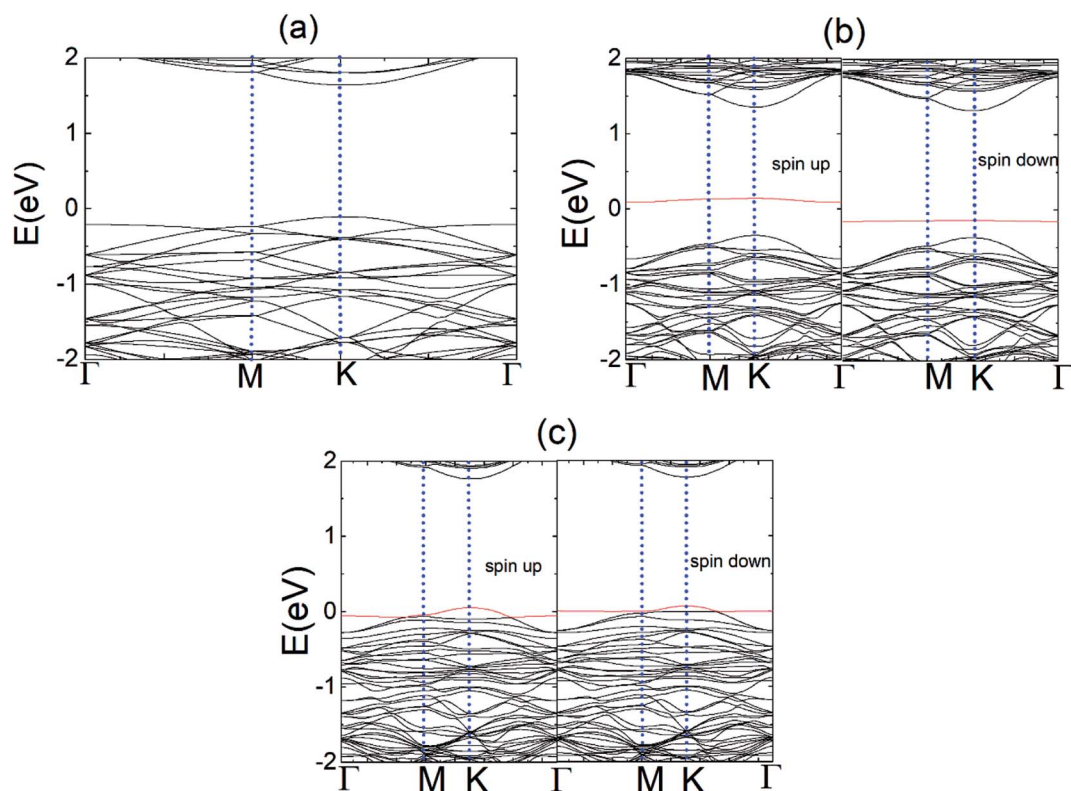 (a)
2
1
0
-1
-2
E(eV)
Γ M K Γ
(b)
2
1
0
-1
-2
E(eV)
spin up
spin down
Γ M K Γ M K Γ
(c)
2
1
0
-1
-2
E(eV)
spin up
spin down
Γ M K Γ M K Γ